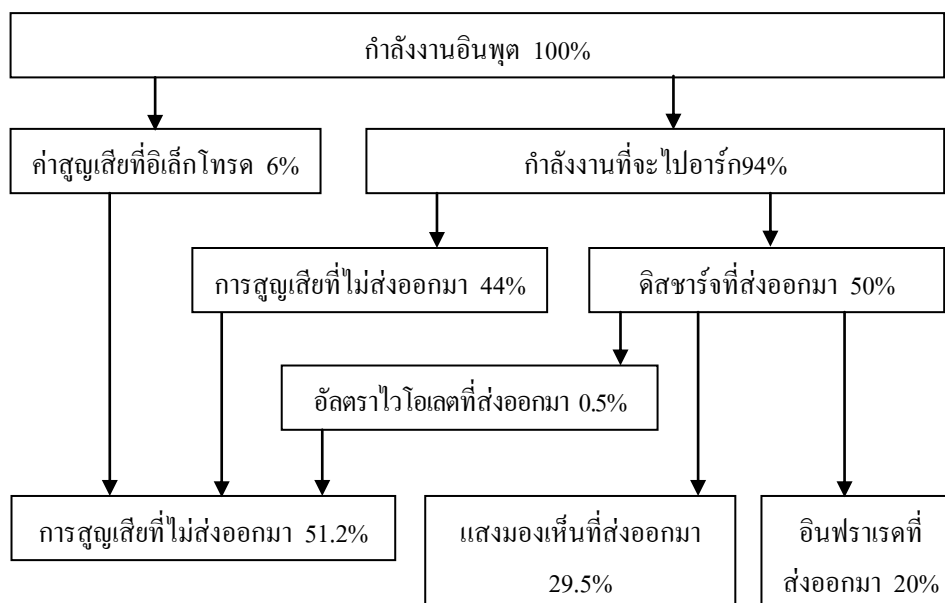 กำลังงานอินพุต 100%
ค่าสูญเสียที่อิเล็กโทรด 6%
กำลังงานที่จะไปอาร์ก94%
การสูญเสียที่ไม่ส่งออกมา 44%
ดิสชาร์จที่ส่งออกมา 50%
อัลตราไวโอเลตที่ส่งออกมา 0.5%
การสูญเสียที่ไม่ส่งออกมา 51.2%
แสงมองเห็นที่ส่งออกมา
29.5%
อินฟราเรดที่
ส่งออกมา 20%